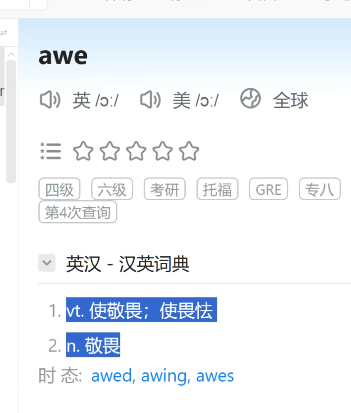 awe
英 /ɔː/ 美 /ɔː/ 全球
四级 六级 考研 托福 GRE 专八
第4次查询
英汉 - 汉英词典
1. vt. 使敬畏；使畏怯
2. n. 敬畏
时 态: awed, awing, awes